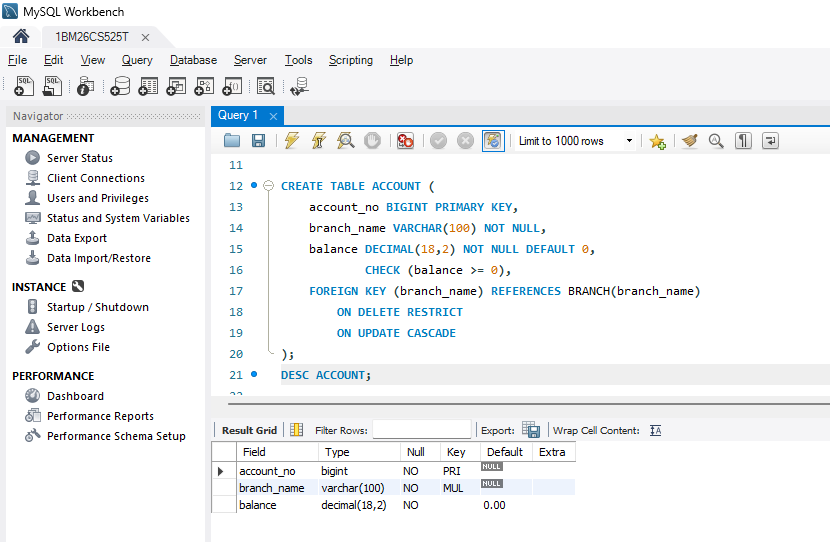 MySQL Workbench
1BM26CS525T
File Edit View Query Database Server Tools Scripting Help
Navigator
MANAGEMENT
Server Status
Client Connections
Users and Privileges
Status and System Variables
Data Export
Data Import/Restore
INSTANCE
Startup / Shutdown
Server Logs
Options File
PERFORMANCE
Dashboard
Performance Reports
Performance Schema Setup
Query 1
Limit to 1000 rows
11
12 CREATE TABLE ACCOUNT (
13 account_no BIGINT PRIMARY KEY,
14 branch_name VARCHAR(100) NOT NULL,
15 balance DECIMAL(18,2) NOT NULL DEFAULT 0,
16 CHECK (balance >= 0),
17 FOREIGN KEY (branch_name) REFERENCES BRANCH(branch_name)
18 ON DELETE RESTRICT
19 ON UPDATE CASCADE
20 );
21 DESC ACCOUNT;
Result Grid Filter Rows: Export: Wrap Cell Content:
Field Type Null Key Default Extra
account_no bigint NO PRI NULL
branch_name varchar(100) NO MUL NULL
balance decimal(18,2) NO 0.00